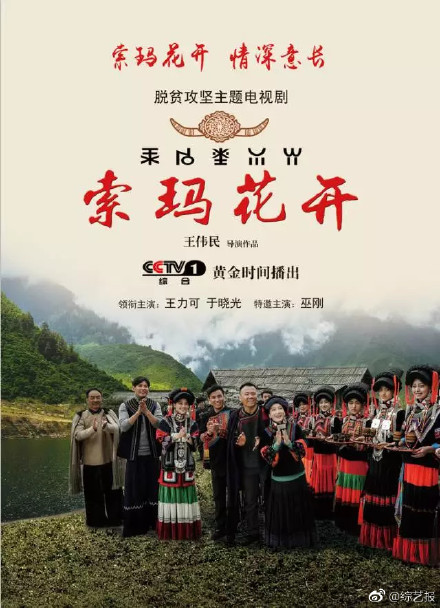 索玛花开 情深意长
脱贫攻坚主题电视剧
索玛花开
王伟民 导演作品
CCTV 1 综合 黄金时间播出
领衔主演：王力可 于晓光 特邀主演：巫刚
@综艺报